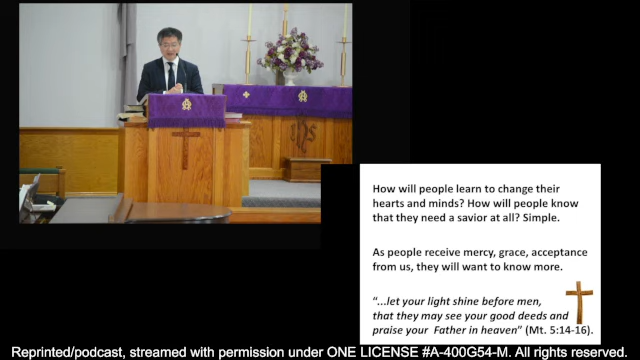 How will people learn to change their
hearts and minds? How will people know
that they need a savior at all? Simple.
As people receive mercy, grace, acceptance
from us, they will want to know more.
“...let your light shine before men,
that they may see your good deeds and
praise your Father in heaven” (Mt. 5:14-16).
Reprinted/podcast, streamed with permission under ONE LICENSE #A-400G54-M. All rights reserved.